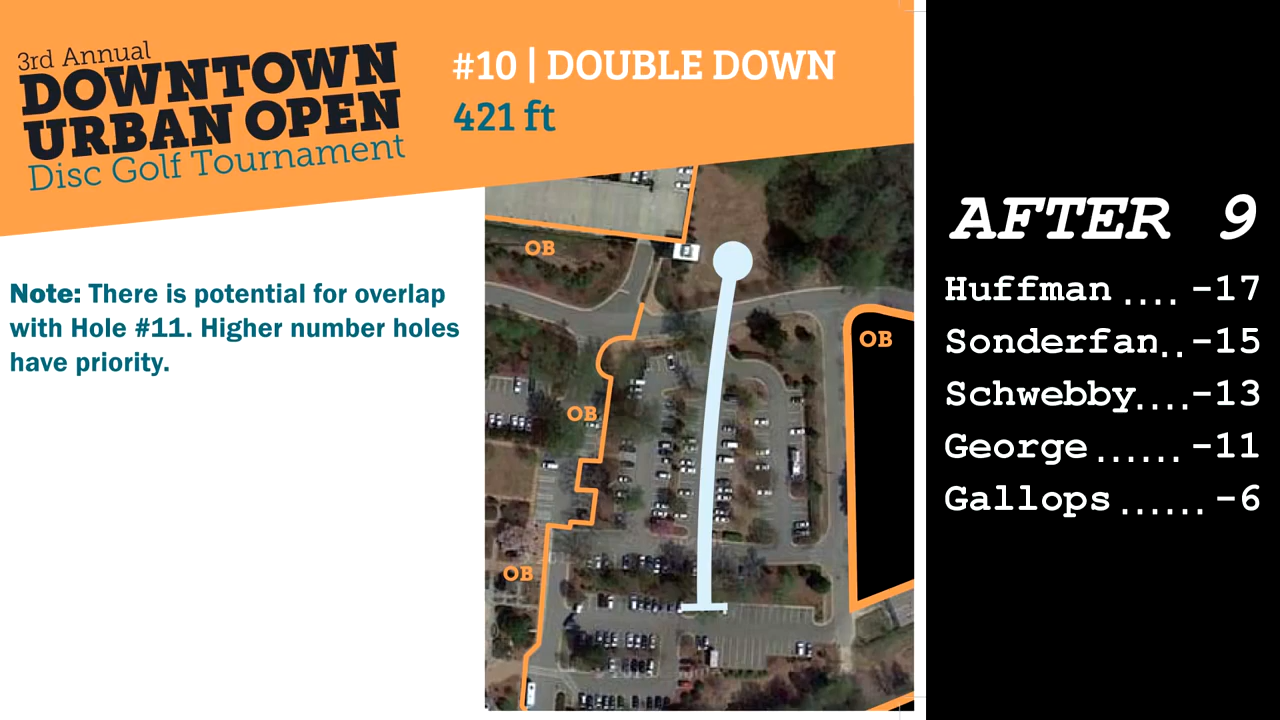 3rd Annual
DOWNTOWN
URBAN OPEN
Disc Golf Tournament
#10 | DOUBLE DOWN
421 ft
Note: There is potential for overlap
with Hole #11. Higher number holes
have priority.
OB
OB
OB
OB
AFTER 9
Huffman .... -17
Sonderfan..-15
Schwebby....-13
George ...... -11
Gallops ...... -6